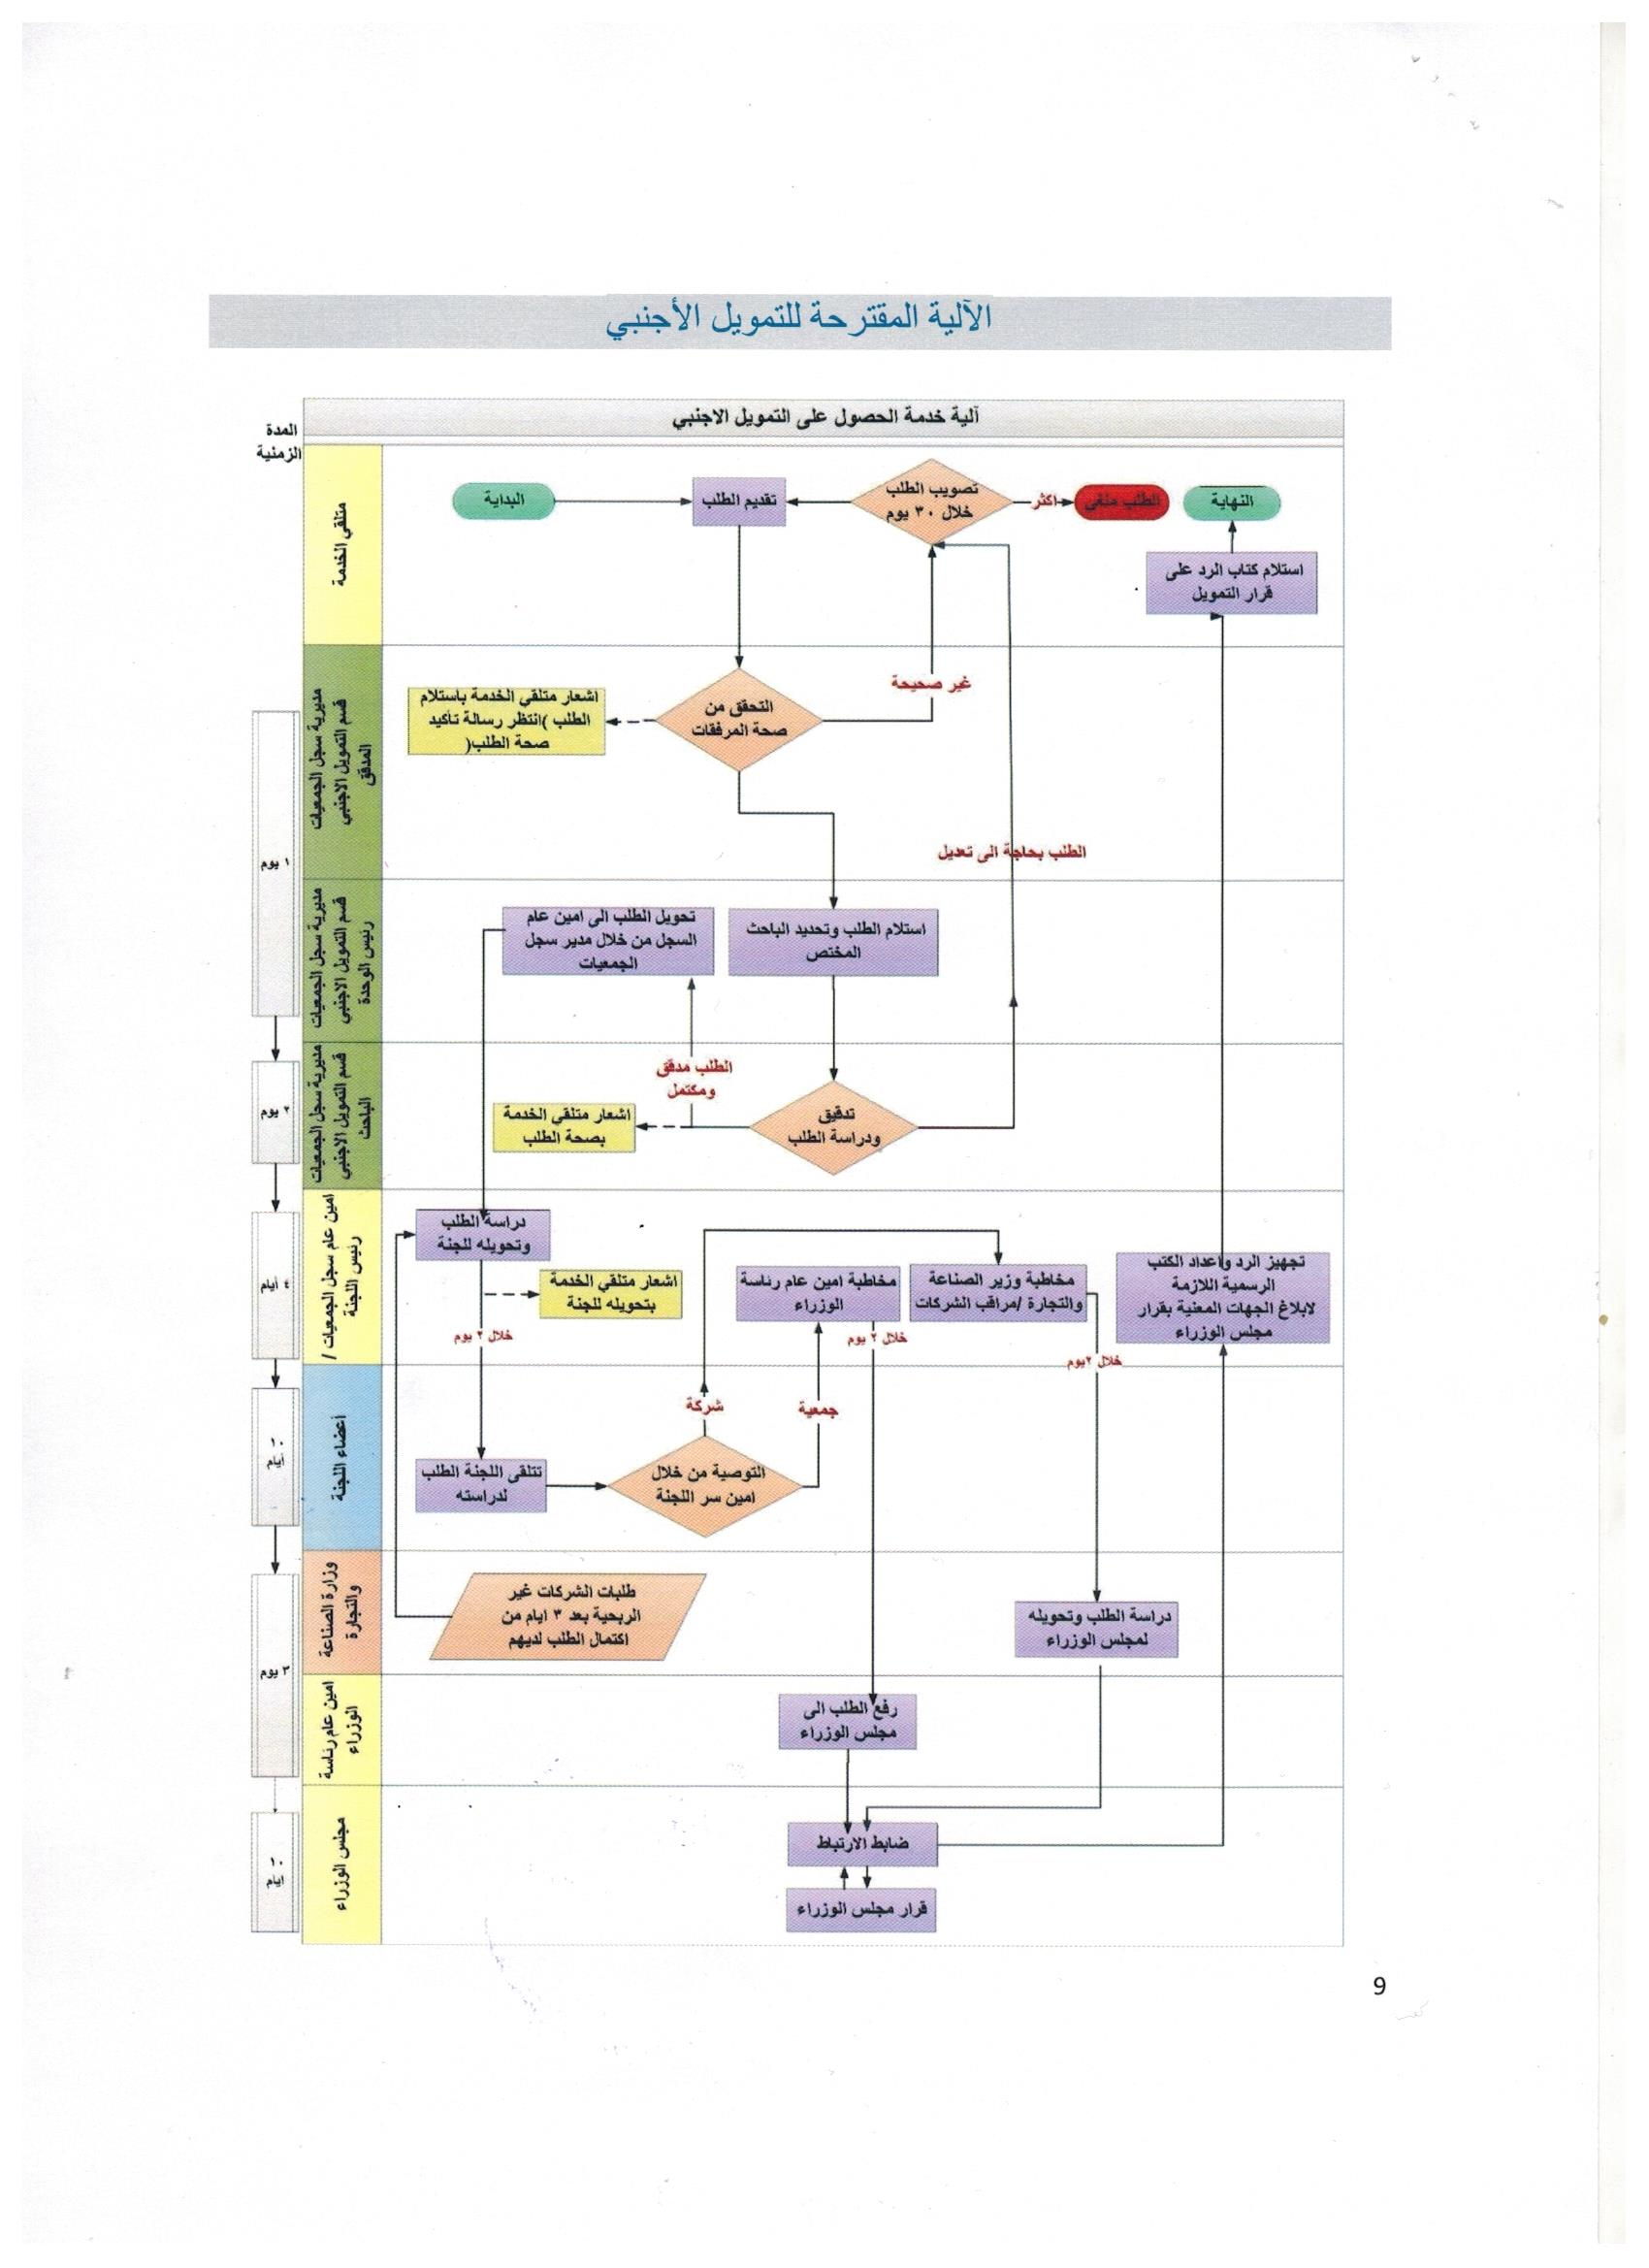 الآلية المقترحة للتمويل الأجنبي
آلية خدمة الحصول على التمويل الاجنبي
المدة
الزمنية
متلقي الخدمة
البداية
تقديم الطلب
تصويب الطلب
خلال ٣٠ يوم
اكثر
الطلب ملغى
النهاية
استلام كتاب الرد على
قرار التمويل
مديرية سجل الجمعيات
قسم التمويل الاجنبي
المدقق
اشعار متلقي الخدمة باستلام
الطلب )انتظر رسالة تأكيد
صحة الطلب(
التحقق من
صحة المرفقات
غير صحيحة
الطلب بحاجة الى تعديل
١ يوم
مديرية سجل الجمعيات
قسم التمويل الاجنبي
رئيس الوحدة
تحويل الطلب الى امين عام
السجل من خلال مدير سجل
الجمعيات
استلام الطلب وتحديد الباحث
المختص
مديرية سجل الجمعيات
قسم التمويل الاجنبي
الباحث
٢ يوم
الطلب مدقق
ومكتمل
اشعار متلقي الخدمة
بصحة الطلب
تدقيق
ودراسة الطلب
امين عام سجل الجمعيات /
رئيس اللجنة
٤ أيام
دراسة الطلب
وتحويله للجنة
اشعار متلقي الخدمة
بتحويله للجنة
خلال ٢ يوم
مخاطبة امين عام رئاسة
الوزراء
خلال ٢ يوم
مخاطبة وزير الصناعة
والتجارة /مراقب الشركات
خلال ٢يوم
تجهيز الرد واعداد الكتب
الرسمية اللازمة
لابلاغ الجهات المعنية بقرار
مجلس الوزراء
أعضاء اللجنة
١٠
أيام
شركة
جمعية
تتلقى اللجنة الطلب
لدراسته
التوصية من خلال
امين سر اللجنة
وزارة الصناعة
والتجارة
٣ يوم
طلبات الشركات غير
الربحية بعد ٣ ايام من
اكتمال الطلب لديهم
دراسة الطلب وتحويله
لمجلس الوزراء
امين عام رئاسة
الوزراء
رفع الطلب الى
مجلس الوزراء
مجلس الوزراء
١٠
ايام
ضابط الارتباط
قرار مجلس الوزراء
9